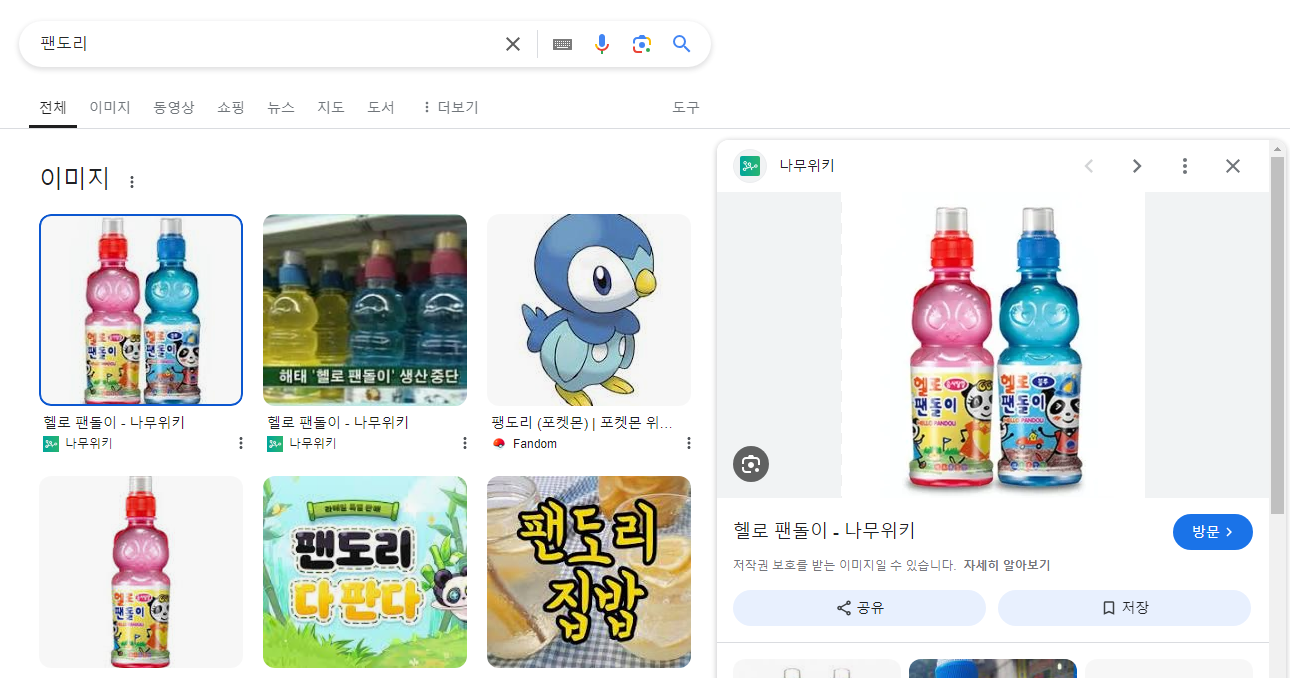 팬도리
전체 이미지 동영상 쇼핑 뉴스 지도 도서 더보기 도구
이미지
해태 '헬로 팬돌이' 생산 중단
헬로 팬돌이 - 나무위키
나무위키
헬로 팬돌이 - 나무위키
나무위키
팽도리 (포켓몬) | 포켓몬 위...
Fandom
헬로
팬돌이
팬도리
다 판다
팬도리
집밥
나무위키
헬로
팬돌이
HELLO PANDOU
헬로
블루
팬돌이
HELLO PANDOU
헬로 팬돌이 - 나무위키
방문
저작권 보호를 받는 이미지일 수 있습니다. 자세히 알아보기
공유
저장